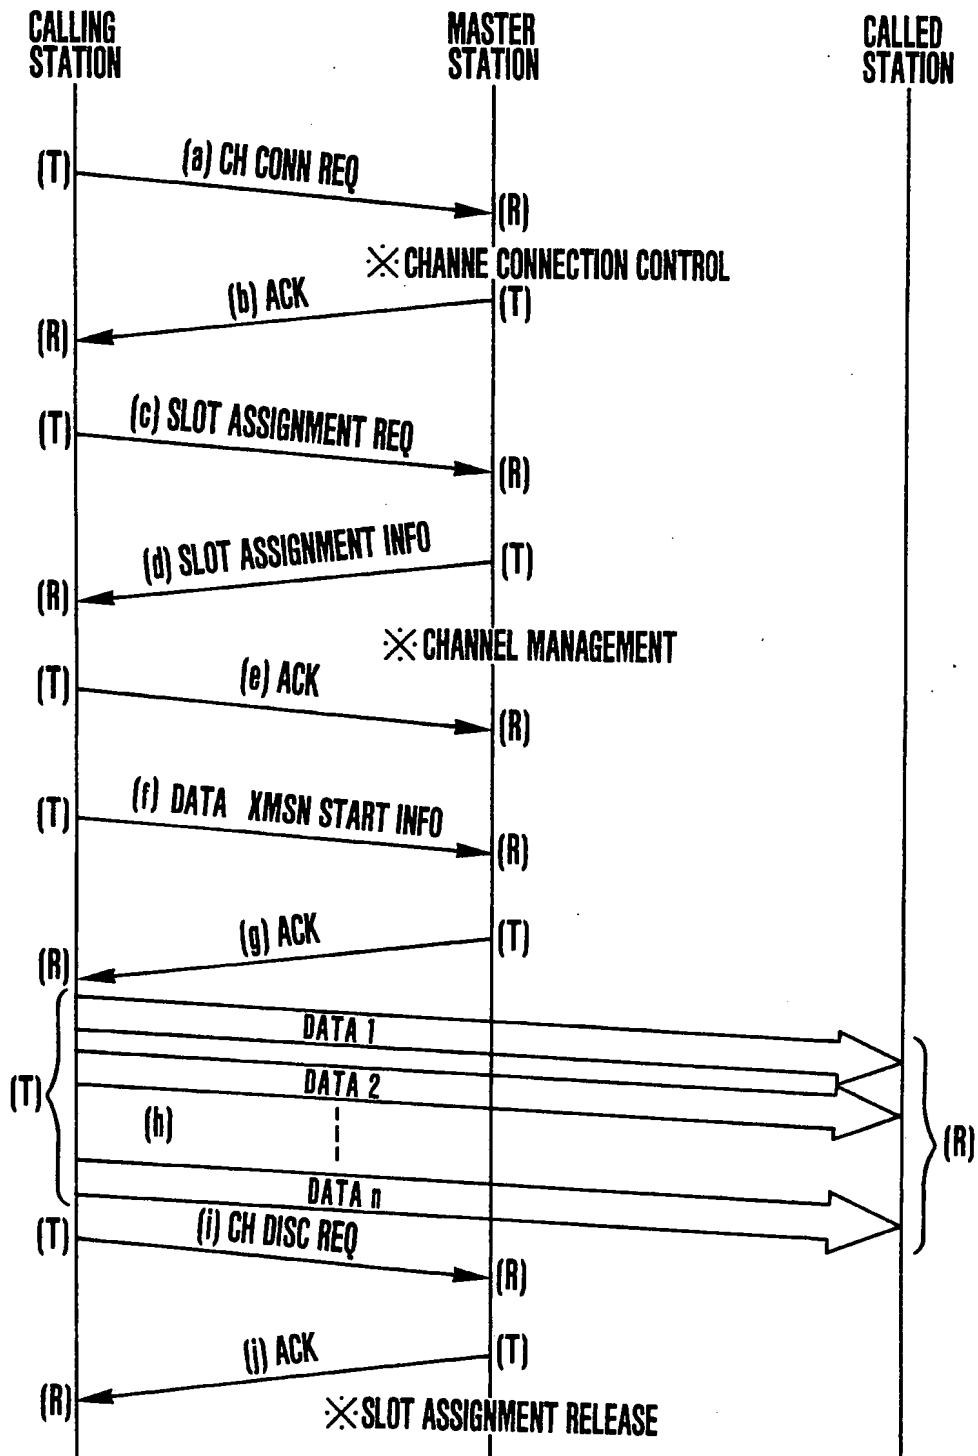 CALLING
STATION
MASTER
STATION
CALLED
STATION
(T)
(a) CH CONN REQ
(R)
※ CHANNE CONNECTION CONTROL
(b) ACK
(T)
(R)
(T)
(c) SLOT ASSIGNMENT REQ
(R)
(d) SLOT ASSIGNMENT INFO
(T)
(R)
※ CHANNEL MANAGEMENT
(T)
(e) ACK
(R)
(T)
(f) DATA XMSN START INFO
(R)
(g) ACK
(T)
(R)
DATA 1
(T)
DATA 2
(h)
(R)
DATA n
(T)
(i) CH DISC REQ
(R)
(j) ACK
(T)
(R)
※ SLOT ASSIGNMENT RELEASE